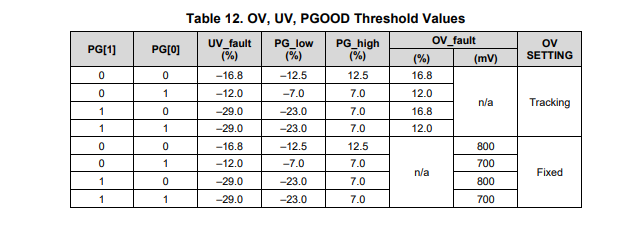 Table 12. OV, UV, PGOOD Threshold Values
PG[1] PG[0] UV_fault (%) PG_low (%) PG_high (%) OV_fault OV SETTING
(%) (mV)
0 0 –16.8 –12.5 12.5 16.8 n/a Tracking
0 1 –12.0 –7.0 7.0 12.0
1 0 –29.0 –23.0 7.0 16.8
1 1 –29.0 –23.0 7.0 12.0
0 0 –16.8 –12.5 12.5 n/a 800 Fixed
0 1 –12.0 –7.0 7.0 700
1 0 –29.0 –23.0 7.0 800
1 1 –29.0 –23.0 7.0 700